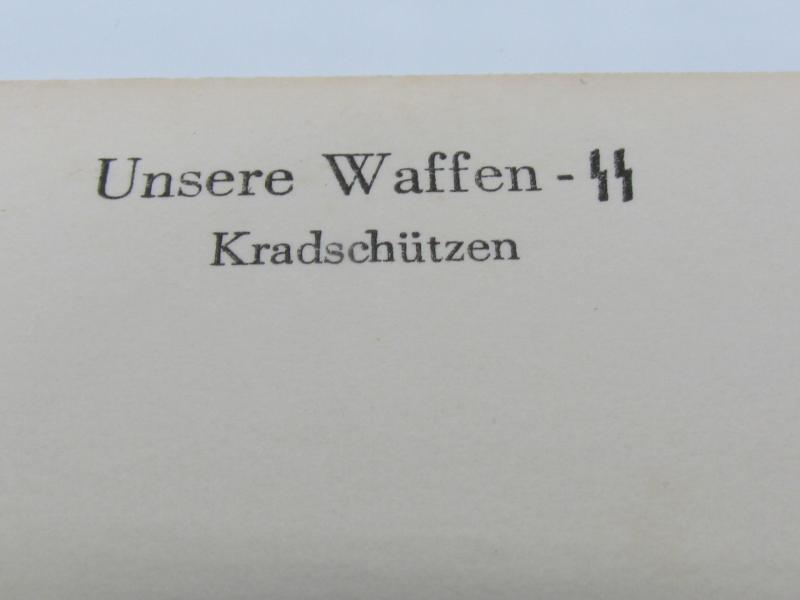 Unsere Waffen - ᛋᛋ
Kradschützen